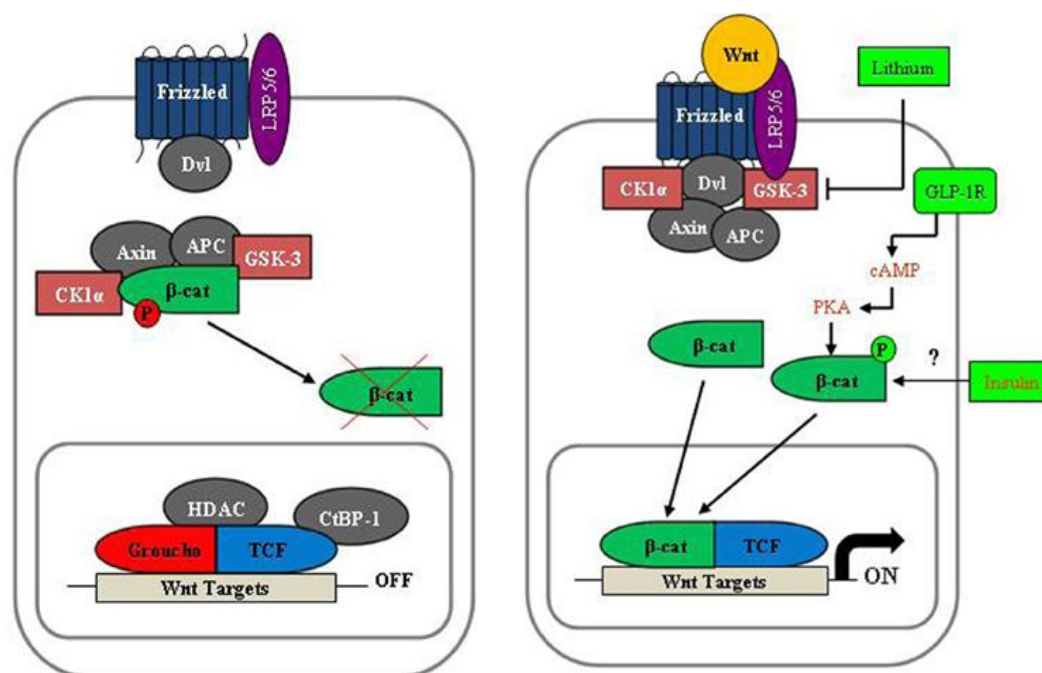 Frizzled
LRP5/6
Dvl
Axin
APC
GSK-3
CK1α
β-cat
P
β-cat
HDAC
CtBP-1
Groucho
TCF
Wnt Targets
OFF
Wnt
Lithium
Frizzled
LRP5/6
CK1α
Dvl
GSK-3
Axin
APC
GLP-1R
cAMP
PKA
β-cat
P
β-cat
?
Insulin
β-cat
TCF
Wnt Targets
ON